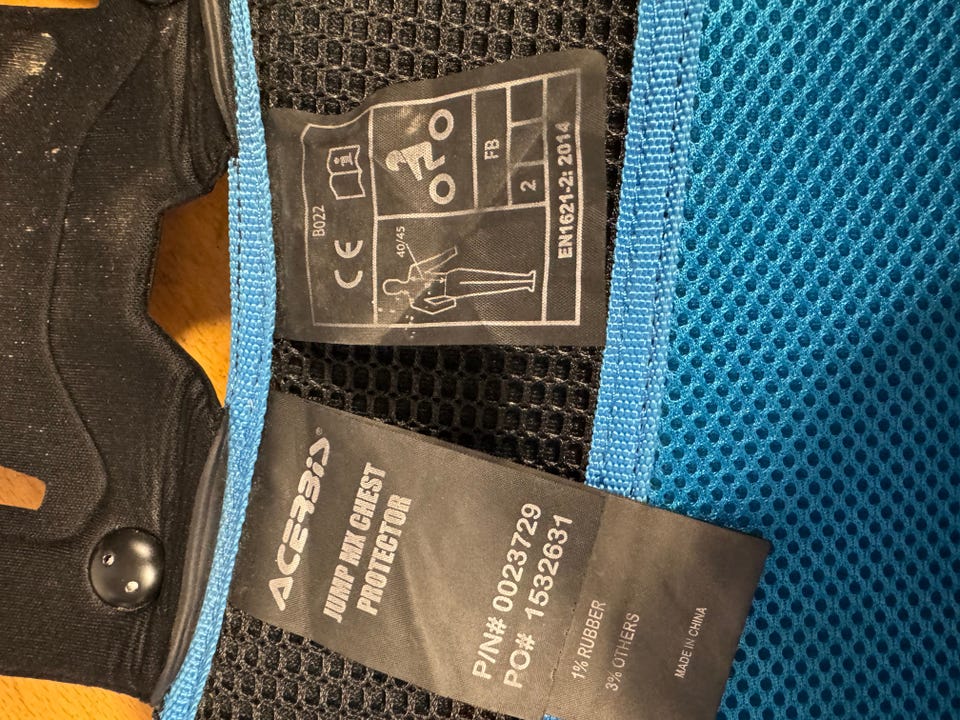 B022
CE
i
40/45
FB
2
EN1621-2: 2014
ACERBiS®
JUMP MX CHEST
PROTECTOR
P/N# 0023729
PO# 1532631
1% RUBBER
3% OTHERS
MADE IN CHINA